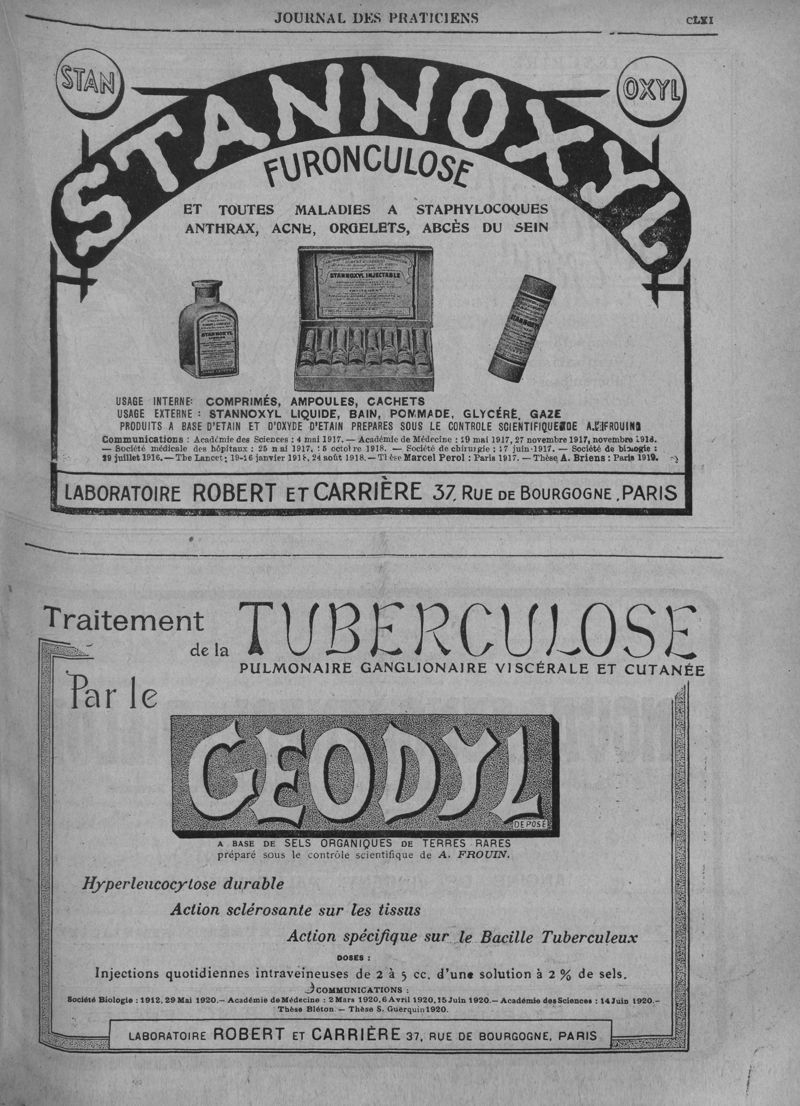 JOURNAL DES PRATICIENS
CLXI
STAN
OXYL
STANNOXYL
FURONCULOSE
ET TOUTES MALADIES A STAPHYLOCOQUES
ANTHRAX, ACNE, ORGELETS, ABCÈS DU SEIN
STANNOXYL INJECTABLE
STANNOXYL
USAGE INTERNE: COMPRIMÉS, AMPOULES, CACHETS
USAGE EXTERNE : STANNOXYL LIQUIDE, BAIN, POMMADE, GLYCÉRÉ, GAZE
PRODUITS A BASE D'ETAIN ET D'OXYDE D'ETAIN PREPARES SOUS LE CONTROLE SCIENTIFIQUE DE A. FROUIN
Communications : Académie des Sciences : 4 mai 1917. — Académie de Médecine : 19 mai 1917, 27 novembre 1917, novembre 1918.
— Société médicale des hôpitaux : 25 mai 1917, 15 octobre 1918. — Société de chirurgie : 17 juin 1917. — Société de biologie :
29 juillet 1916. — The Lancet : 19-16 janvier 1918, 24 août 1918. — Thèse Marcel Perol : Paris 1917. — Thèse A. Briens : Paris 1919.
LABORATOIRE ROBERT ET CARRIÈRE 37, RUE DE BOURGOGNE, PARIS
Traitement
de la TUBERCULOSE
PULMONAIRE GANGLIONAIRE VISCÉRALE ET CUTANÉE
Par le
GEODYL
DEPOSE
A BASE DE SELS ORGANIQUES DE TERRES RARES
préparé sous le contrôle scientifique de A. FROUIN.
Hyperleucocytose durable
Action sclérosante sur les tissus
Action spécifique sur le Bacille Tuberculeux
DOSES :
Injections quotidiennes intraveineuses de 2 à 5 cc. d'une solution à 2 % de sels.
COMMUNICATIONS :
Société Biologie : 1912, 29 Mai 1920. — Académie de Médecine : 2 Mars 1920, 6 Avril 1920, 15 Juin 1920. — Académie des Sciences : 14 Juin 1920. —
Thèse Bléton. — Thèse S. Guérquin 1920.
LABORATOIRE ROBERT ET CARRIÈRE 37, RUE DE BOURGOGNE, PARIS